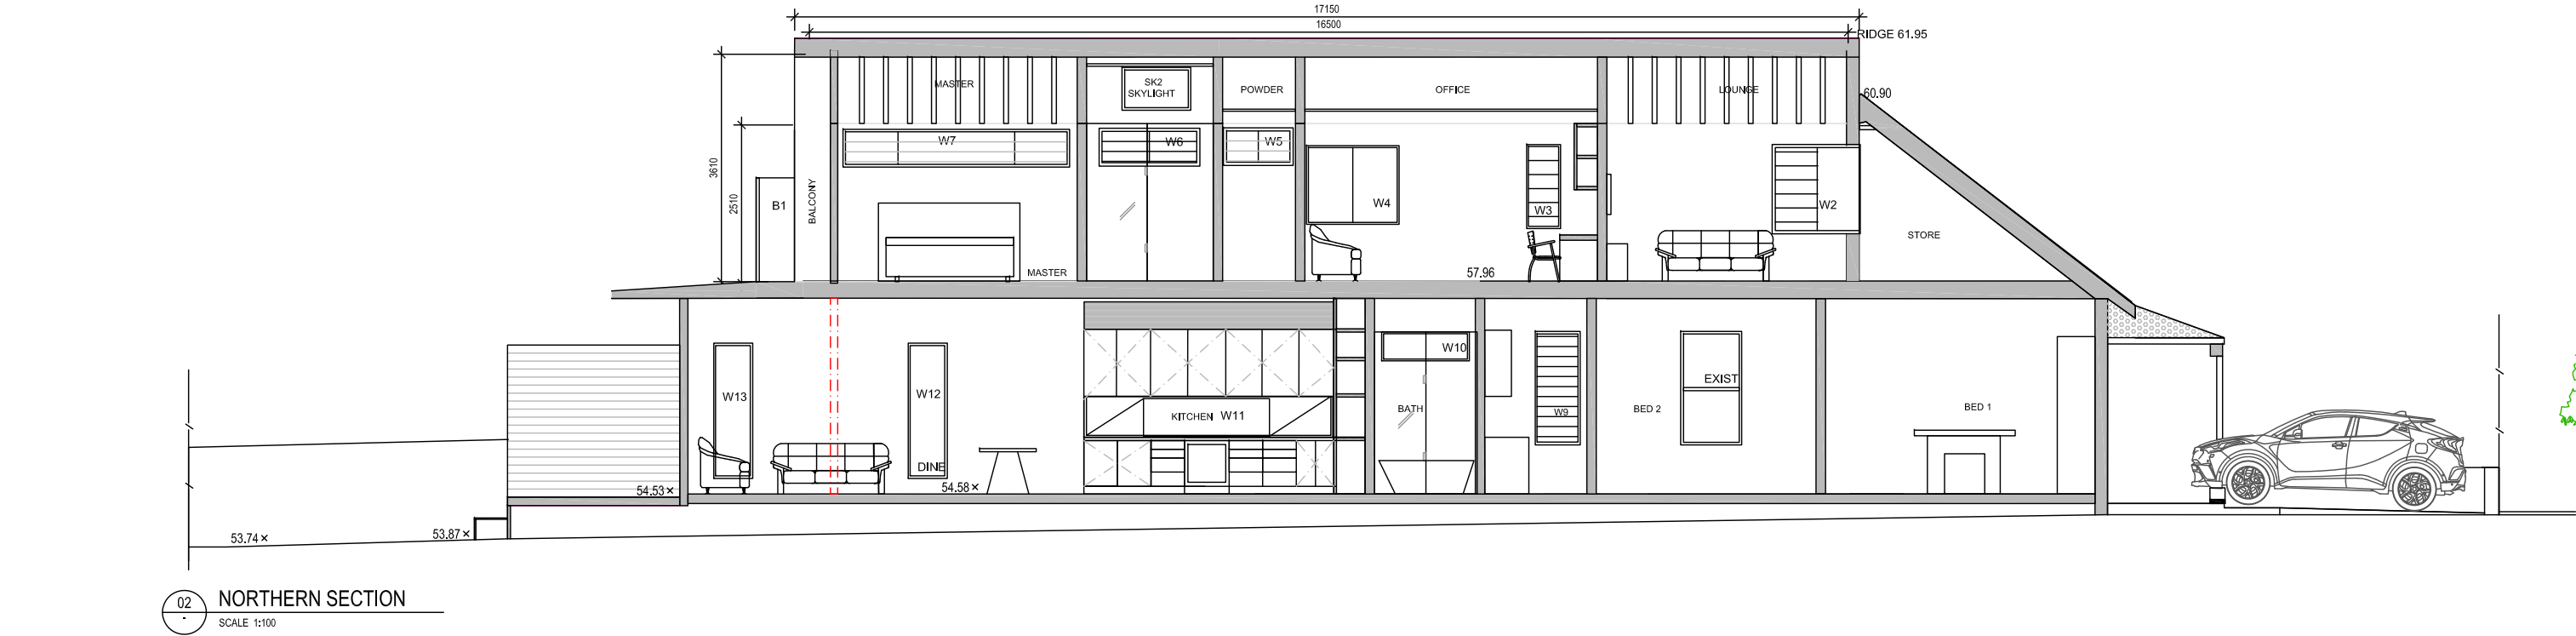 17150
16500
RIDGE 61.95
MASTER
SK2
SKYLIGHT
POWDER
OFFICE
LOUNGE
60.90
W7
W6
W5
3610
2510
B1
BALCONY
W4
W3
W2
STORE
MASTER
57.96
W13
W12
KITCHEN W11
W10
BATH
W9
EXIST
BED 2
BED 1
DINE
54.53 ×
54.58 ×
53.74 ×
53.87 ×
02
-
NORTHERN SECTION
SCALE 1:100